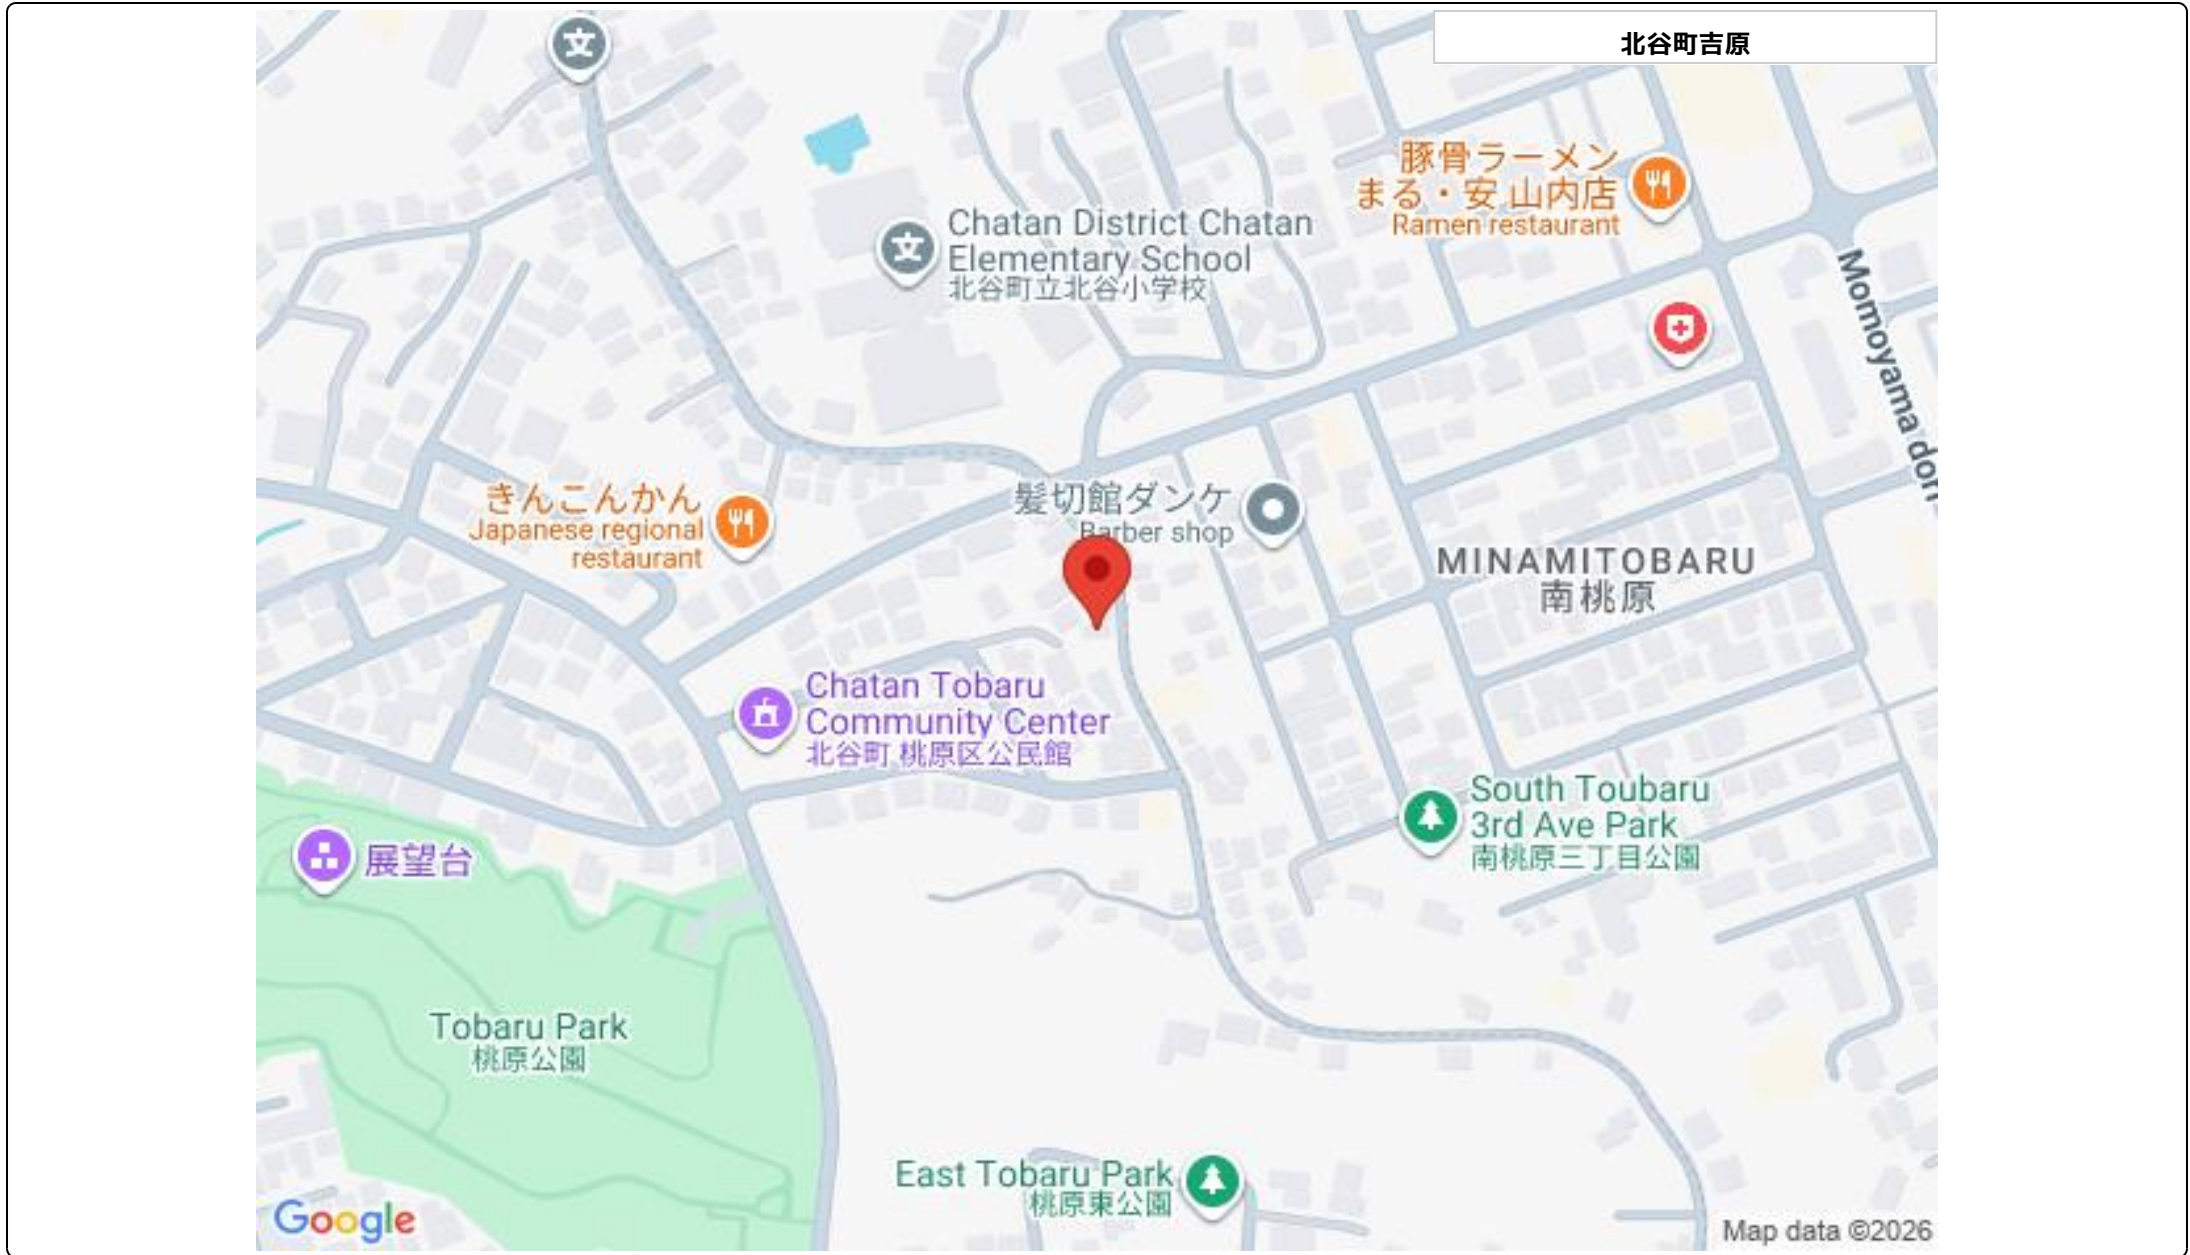 北谷町吉原
豚骨ラーメン
まる・安 山内店
Ramen restaurant
Chatan District Chatan
Elementary School
北谷町立北谷小学校
Momoyama dori
きんこんかん
Japanese regional
restaurant
髪切館ダンケ
Barber shop
MINAMITOBARU
南桃原
Chatan Tobaru
Community Center
北谷町 桃原区公民館
South Toubaru
3rd Ave Park
南桃原三丁目公園
展望台
Tobaru Park
桃原公園
East Tobaru Park
桃原東公園
Google
Map data ©2026
文
文